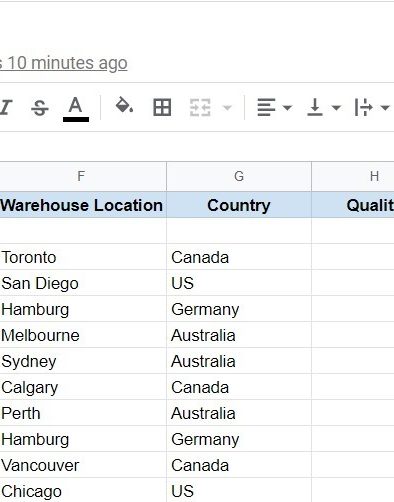 s 10 minutes ago
I S A
F G H
Warehouse Location Country Qualit
Toronto Canada
San Diego US
Hamburg Germany
Melbourne Australia
Sydney Australia
Calgary Canada
Perth Australia
Hamburg Germany
Vancouver Canada
Chicago US